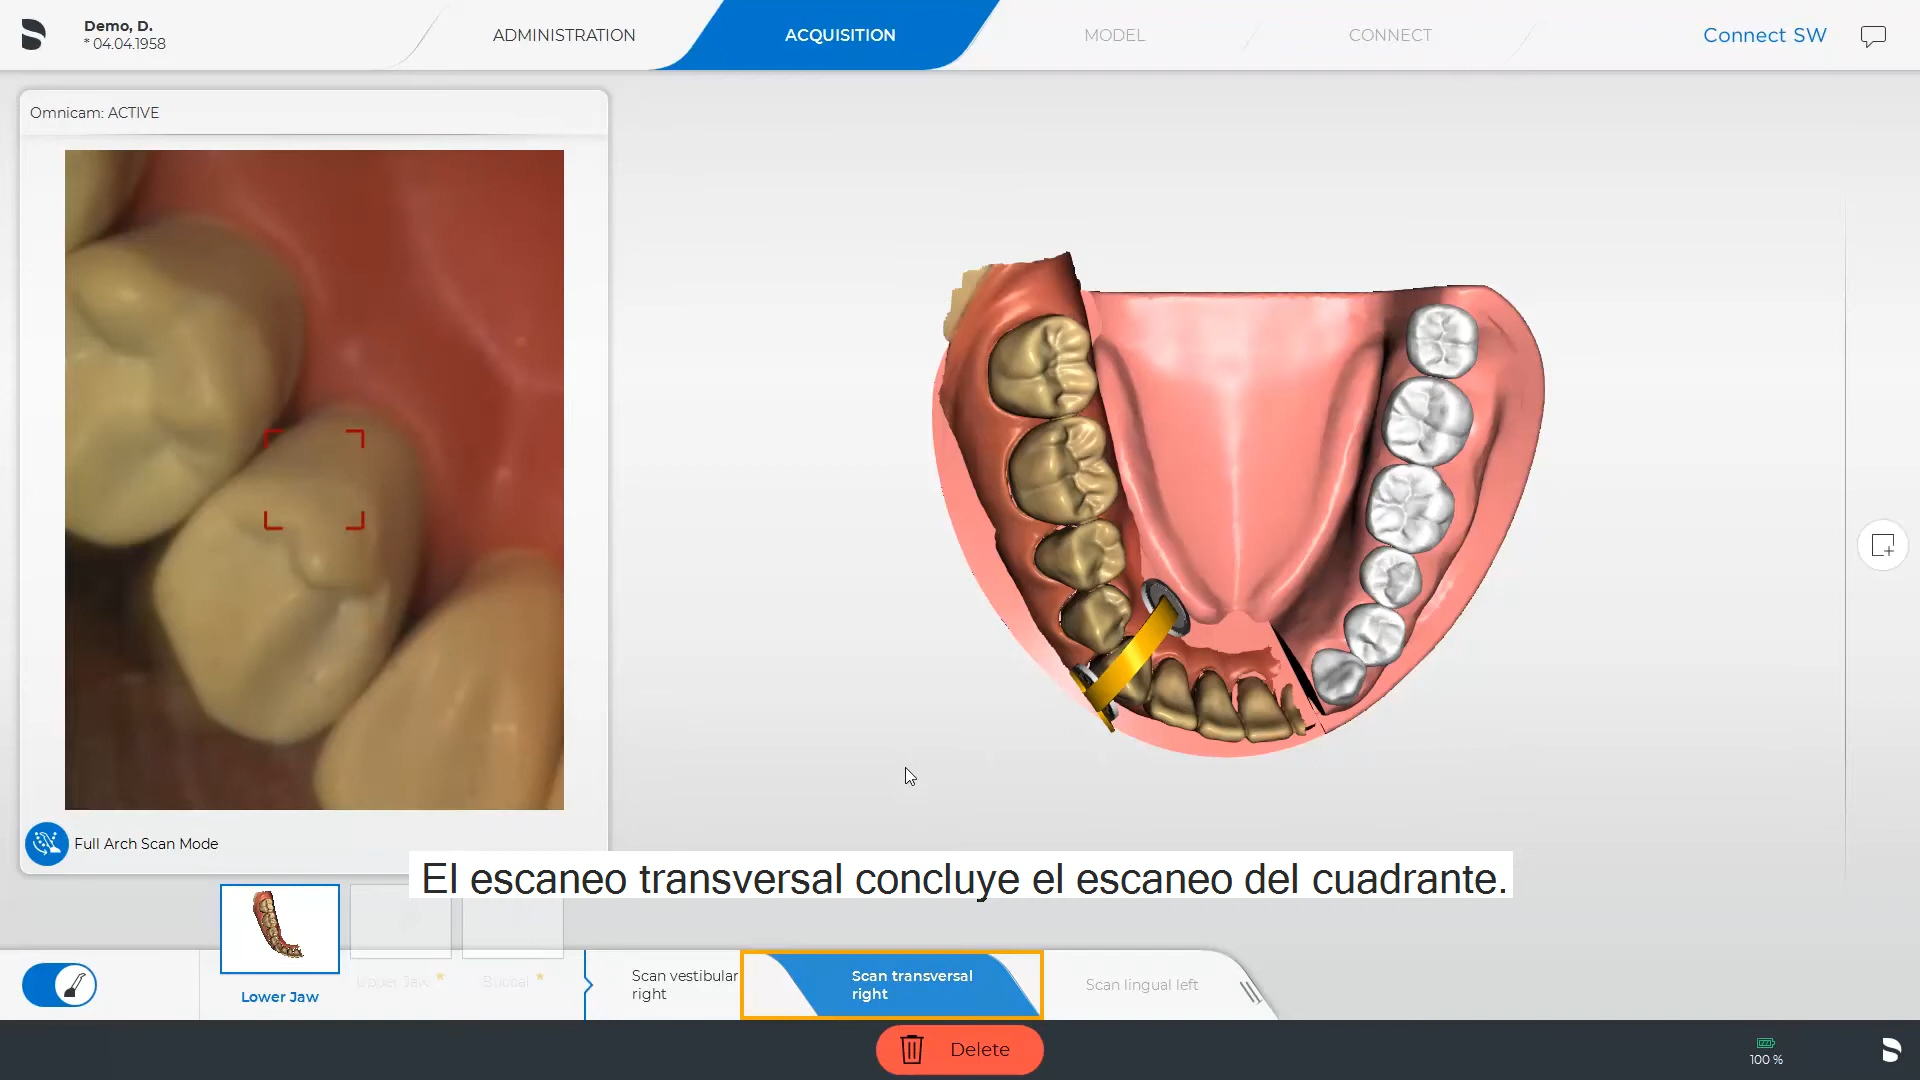 Demo, D.
* 04.04.1958
ADMINISTRATION
ACQUISITION
MODEL
CONNECT
Connect SW
Omnicam: ACTIVE
Full Arch Scan Mode
El escaneo transversal concluye el escaneo del cuadrante.
Lower Jaw
Upper Jaw *
Buccal *
Scan vestibular
right
Scan transversal
right
Scan lingual left
Delete
100 %